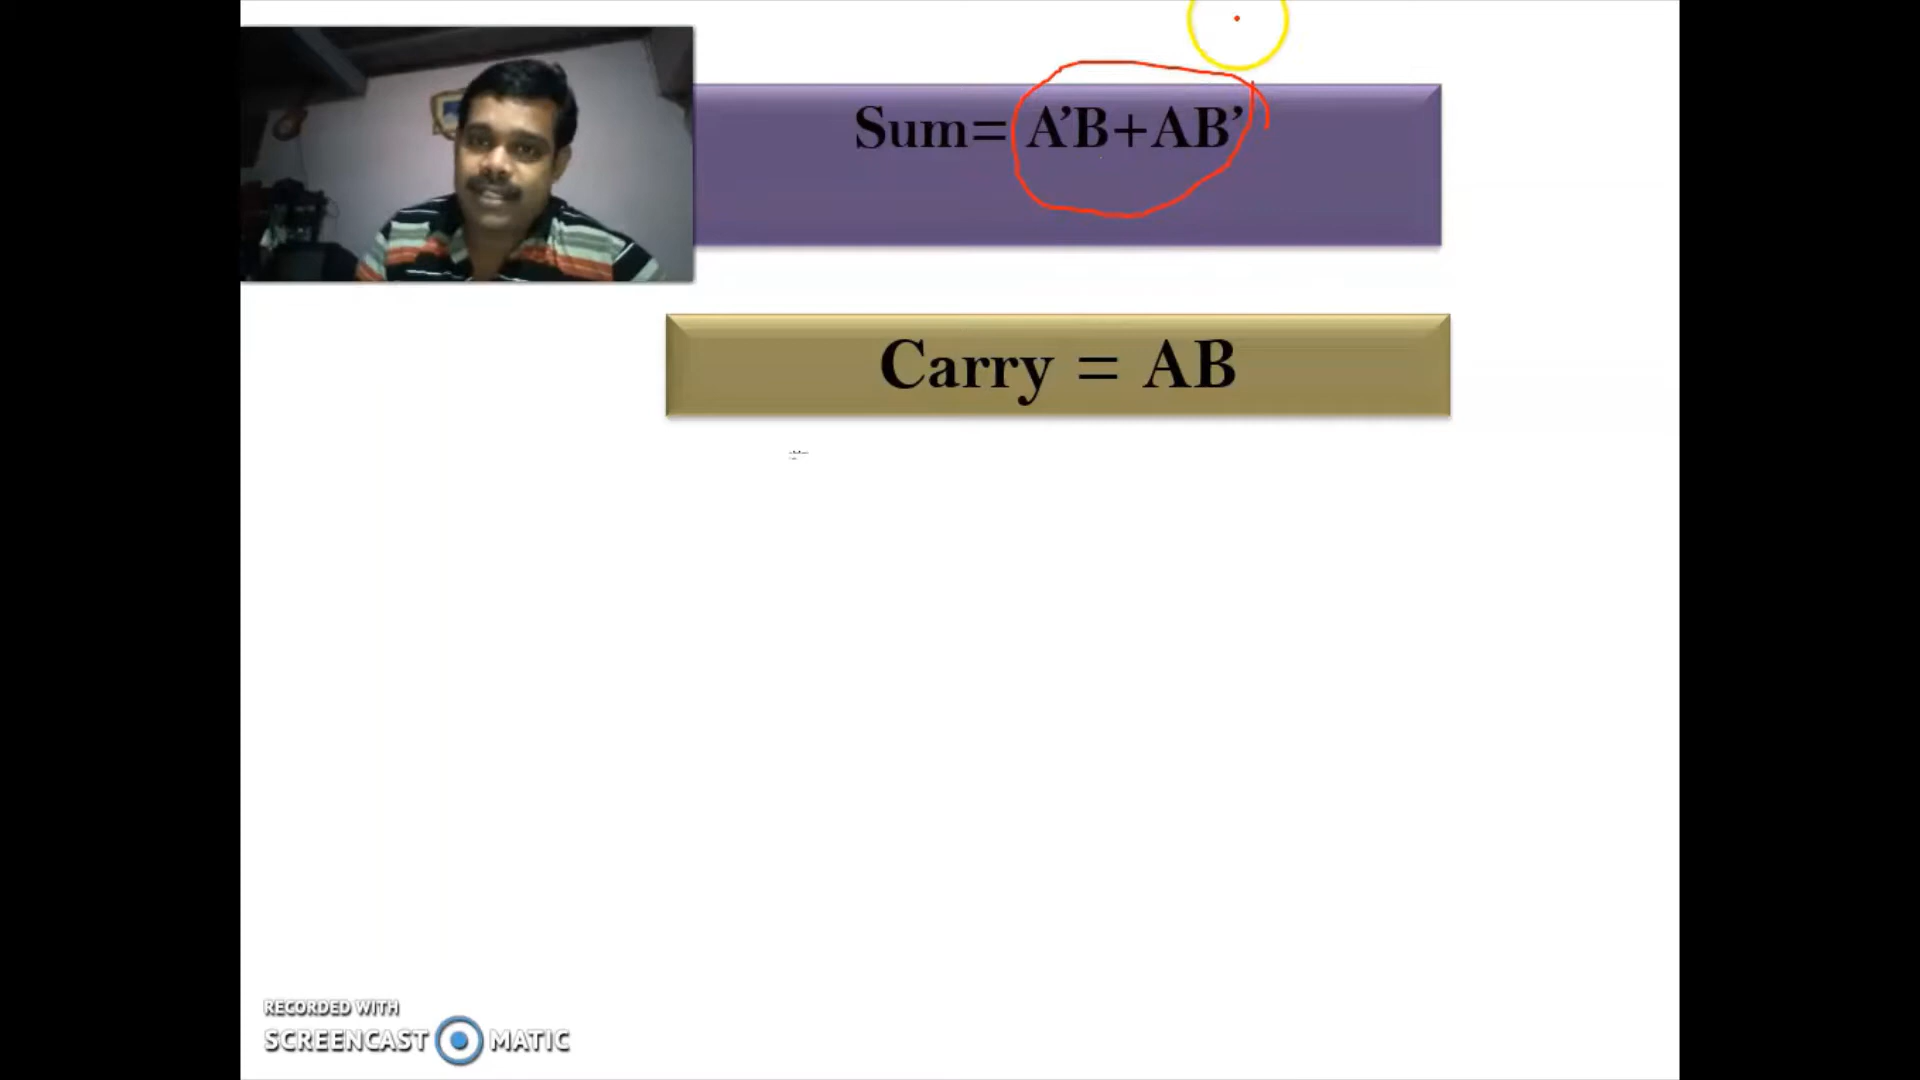 Sum= A’B+AB’
Carry = AB
RECORDED WITH
SCREENCAST MATIC